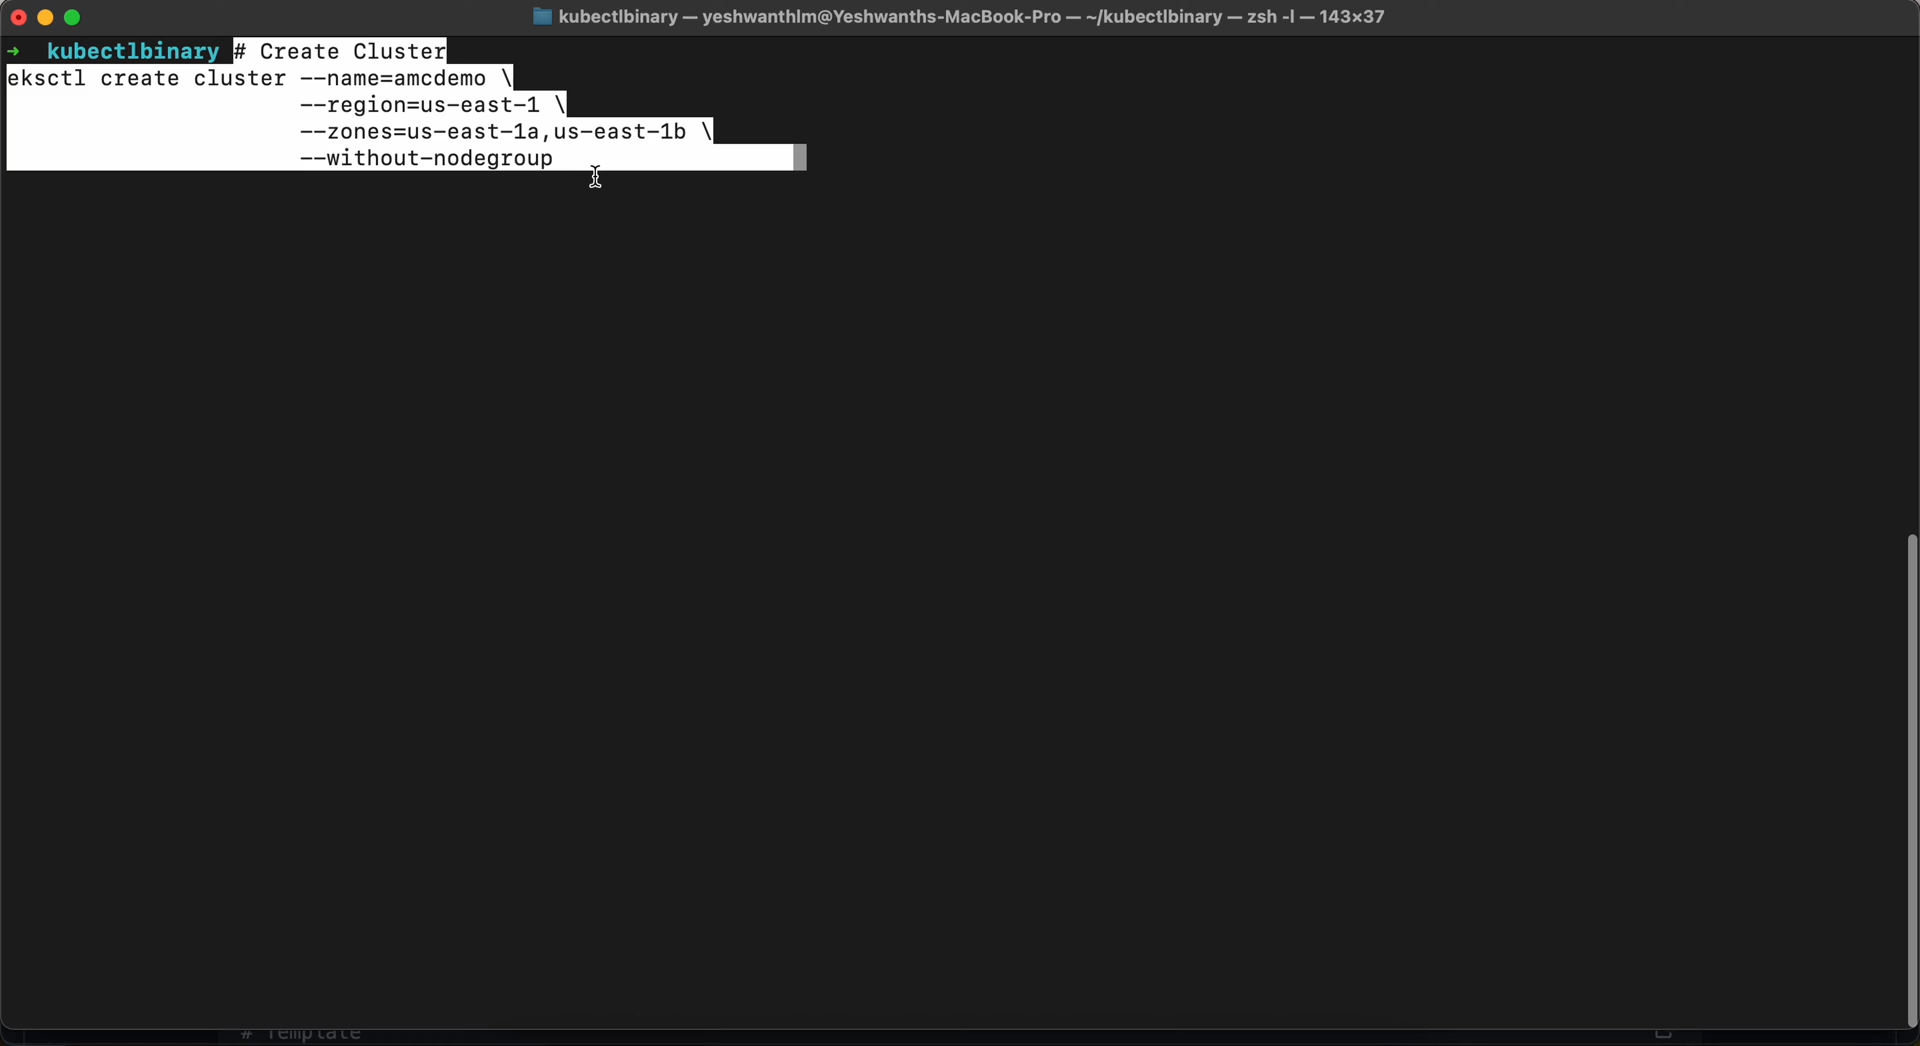 kubectlbinary — yeshwanthlm@Yeshwanths-MacBook-Pro — ~/kubectlbinary — zsh -l — 143×37
➜ kubectlbinary # Create Cluster
eksctl create cluster --name=amcdemo \
--region=us-east-1 \
--zones=us-east-1a,us-east-1b \
--without-nodegroup
# Template